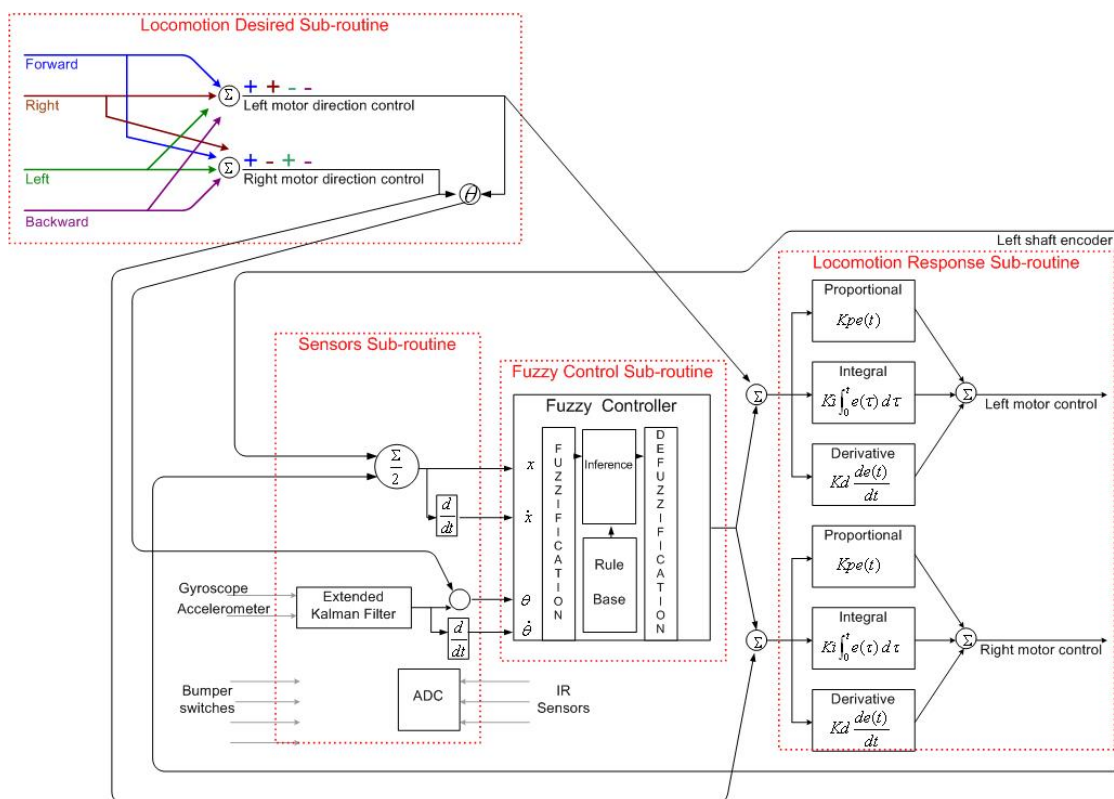 Locomotion Desired Sub-routine
Forward
Right
Left
Backward
Σ
+ + - -
Left motor direction control
Σ
+ - + -
Right motor direction control
θ
Left shaft encoder
Locomotion Response Sub-routine
Proportional
Kpe(t)
Integral
Ki∫₀ᵗ e(τ) dτ
Derivative
Kd de(t)/dt
Σ
Left motor control
Proportional
Kpe(t)
Integral
Ki∫₀ᵗ e(τ) dτ
Derivative
Kd de(t)/dt
Σ
Right motor control
Sensors Sub-routine
Σ/2
d/dt
Gyroscope
Accelerometer
Extended
Kalman Filter
d/dt
Bumper
switches
ADC
IR
Sensors
Fuzzy Control Sub-routine
Fuzzy Controller
x
ẋ
θ
θ̇
FUZZIFICATION
Inference
Rule
Base
DEFUZZIFICATION
Σ
Σ